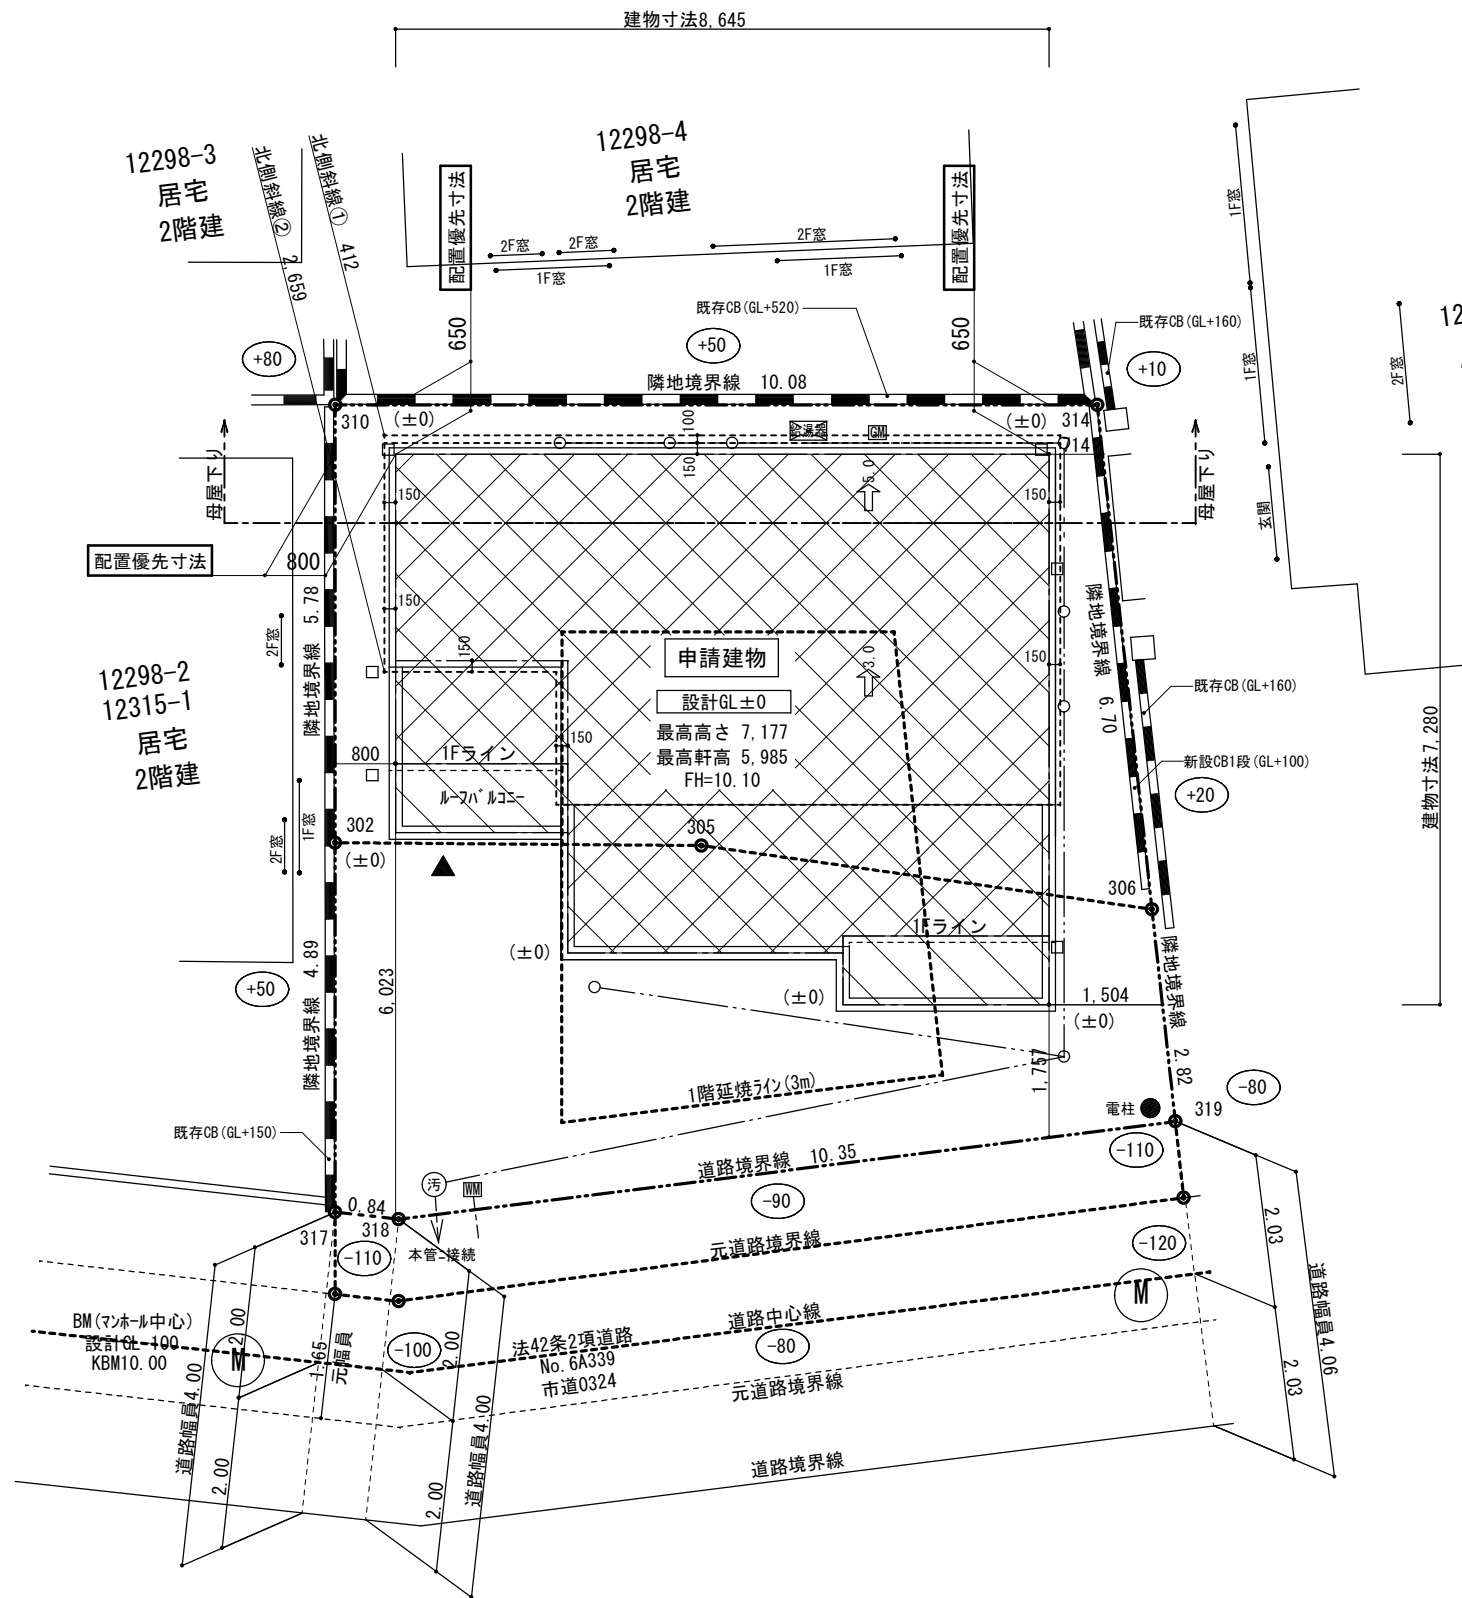 建物寸法8,645
12298-3
居宅
2階建
北側斜線② 2,659
北側斜線① 412
12298-4
居宅
2階建
配置優先寸法
650
配置優先寸法
650
2F窓
2F窓
2F窓
1F窓
1F窓
1F窓
1F窓
2F窓
玄関
12
既存CB(GL+520)
既存CB(GL+160)
+80
+50
+10
隣地境界線 10.08
310
(±0)
(±0)
314
714
100
150
給湯器
GM
150
150
5.0
母屋下り
母屋下り
配置優先寸法
800
150
隣地境界線 5.78
2F窓
12298-2
12315-1
居宅
2階建
150
申請建物
3.0
150
設計GL±0
最高高さ 7,177
最高軒高 5,985
FH=10.10
150
800
1Fライン
ルーフバルコニー
隣地境界線 6.70
既存CB(GL+160)
新設CB1段(GL+100)
+20
建物寸法7,280
2F窓
1F窓
302
(±0)
305
306
1Fライン
(±0)
(±0)
1,504
(±0)
隣地境界線 2.82
+50
隣地境界線 4.89
6,023
1,757
1階延焼ライン(3m)
電柱
319
-80
-110
既存CB(GL+150)
道路境界線 10.35
汚
WM
-90
0.84
317
318
-110
本管-接続
元道路境界線
-120
M
2.03
道路幅員4.06
2.03
BM(マンホール中心)
設計GL-100
KBM10.00
M
2.00
1.65
元幅員
-100
2.00
法42条2項道路
No.6A339
市道0324
道路中心線
-80
元道路境界線
道路幅員4.00
2.00
道路幅員4.00
2.00
道路境界線